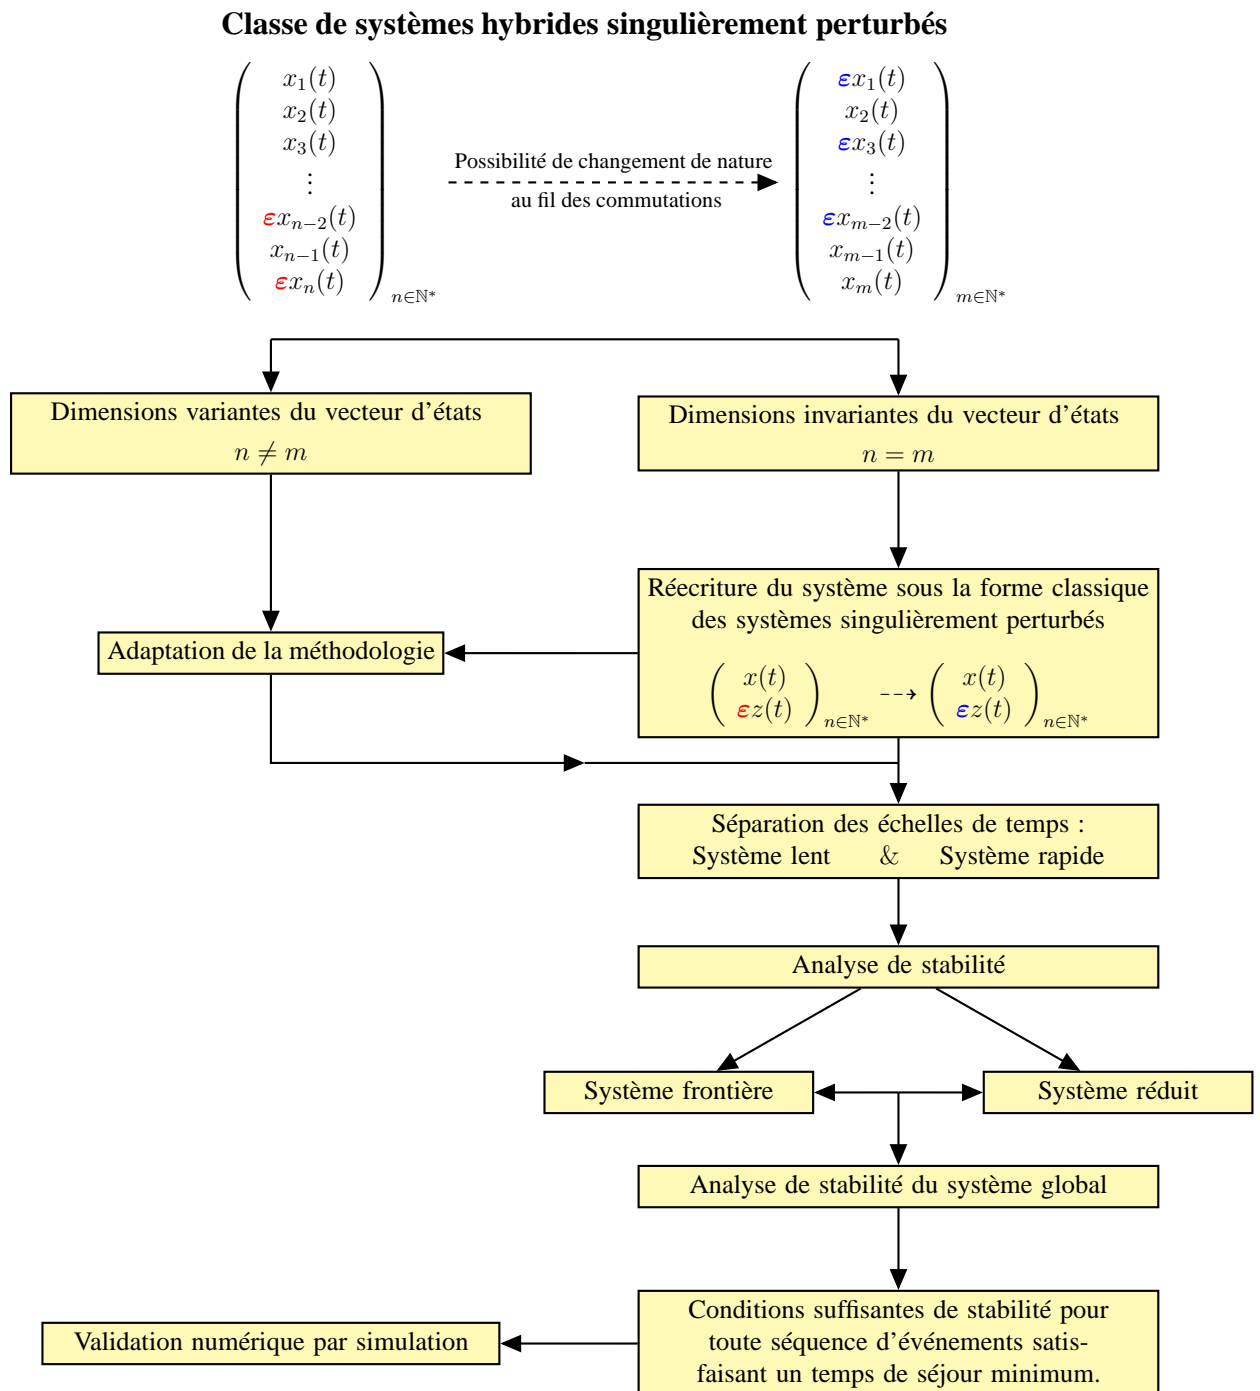 Classe de systèmes hybrides singulièrement perturbés
x₁(t)
x₂(t)
x₃(t)
⋮
εxₙ₋₂(t)
xₙ₋₁(t)
εxₙ(t)
n∈ℕ*
Possibilité de changement de nature
au fil des commutations
εx₁(t)
x₂(t)
εx₃(t)
⋮
εxₘ₋₂(t)
xₘ₋₁(t)
xₘ(t)
m∈ℕ*
Dimensions variantes du vecteur d'états
n ≠ m
Dimensions invariantes du vecteur d'états
n = m
Réecriture du système sous la forme classique
des systèmes singulièrement perturbés
( x(t) εz(t) ) n∈ℕ* ⇢ ( x(t) εz(t) ) n∈ℕ*
Adaptation de la méthodologie
Séparation des échelles de temps :
Système lent & Système rapide
Analyse de stabilité
Système frontière
Système réduit
Analyse de stabilité du système global
Conditions suffisantes de stabilité pour
toute séquence d'événements satis-
faisant un temps de séjour minimum.
Validation numérique par simulation